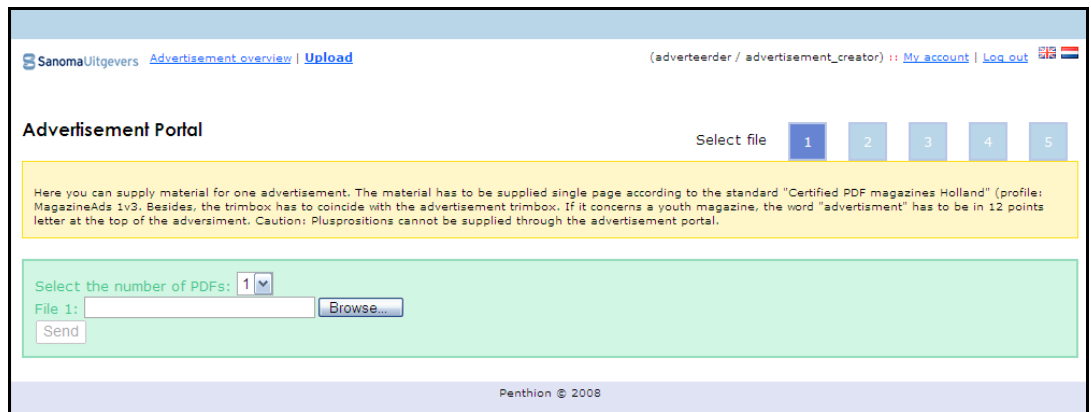 SanomaUitgevers Advertisement overview | Upload (adverteerder / advertisement_creator) :: My account | Log out
Advertisement Portal
Select file 1 2 3 4 5
Here you can supply material for one advertisement. The material has to be supplied single page according to the standard "Certified PDF magazines Holland" (profile:
MagazineAds 1v3. Besides, the trimbox has to coincide with the advertisement trimbox. If it concerns a youth magazine, the word "advertisment" has to be in 12 points
letter at the top of the adversiment. Caution: Plusprositions cannot be supplied through the advertisement portal.
Select the number of PDFs: 1
File 1: Browse...
Send
Penthion © 2008